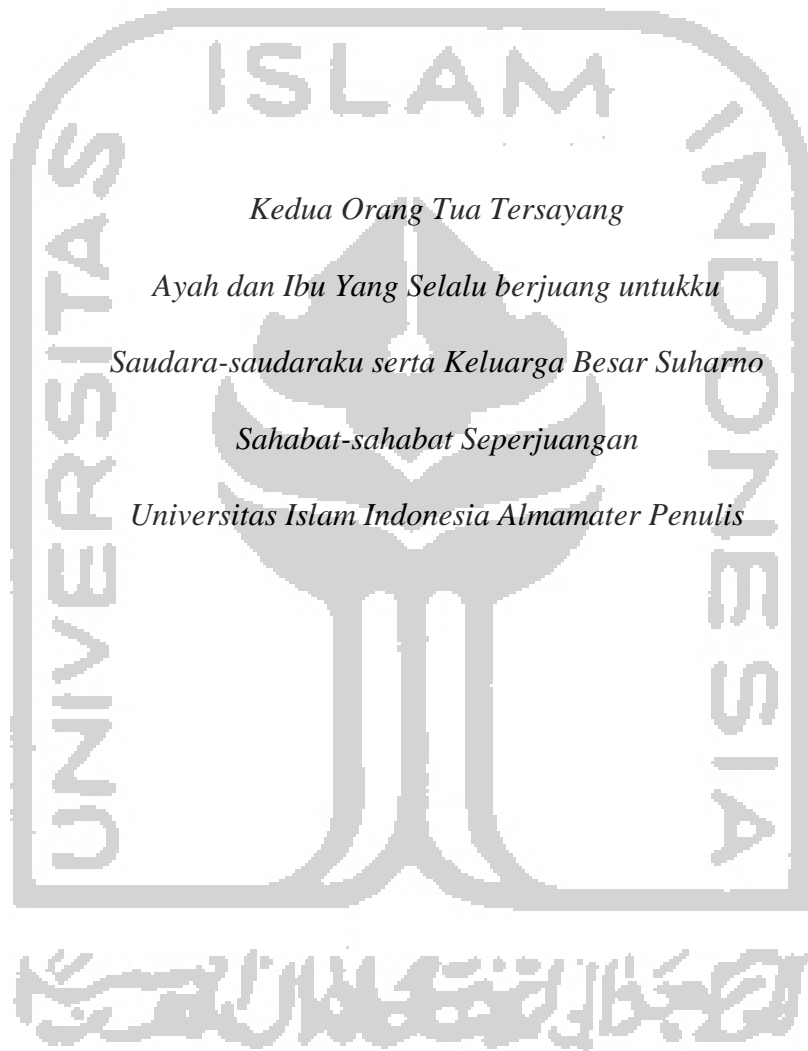 ISLAM
UNIVERSITAS
INDONESIA
Kedua Orang Tua Tersayang
Ayah dan Ibu Yang Selalu berjuang untukku
Saudara-saudaraku serta Keluarga Besar Suharno
Sahabat-sahabat Seperjuangan
Universitas Islam Indonesia Almamater Penulis